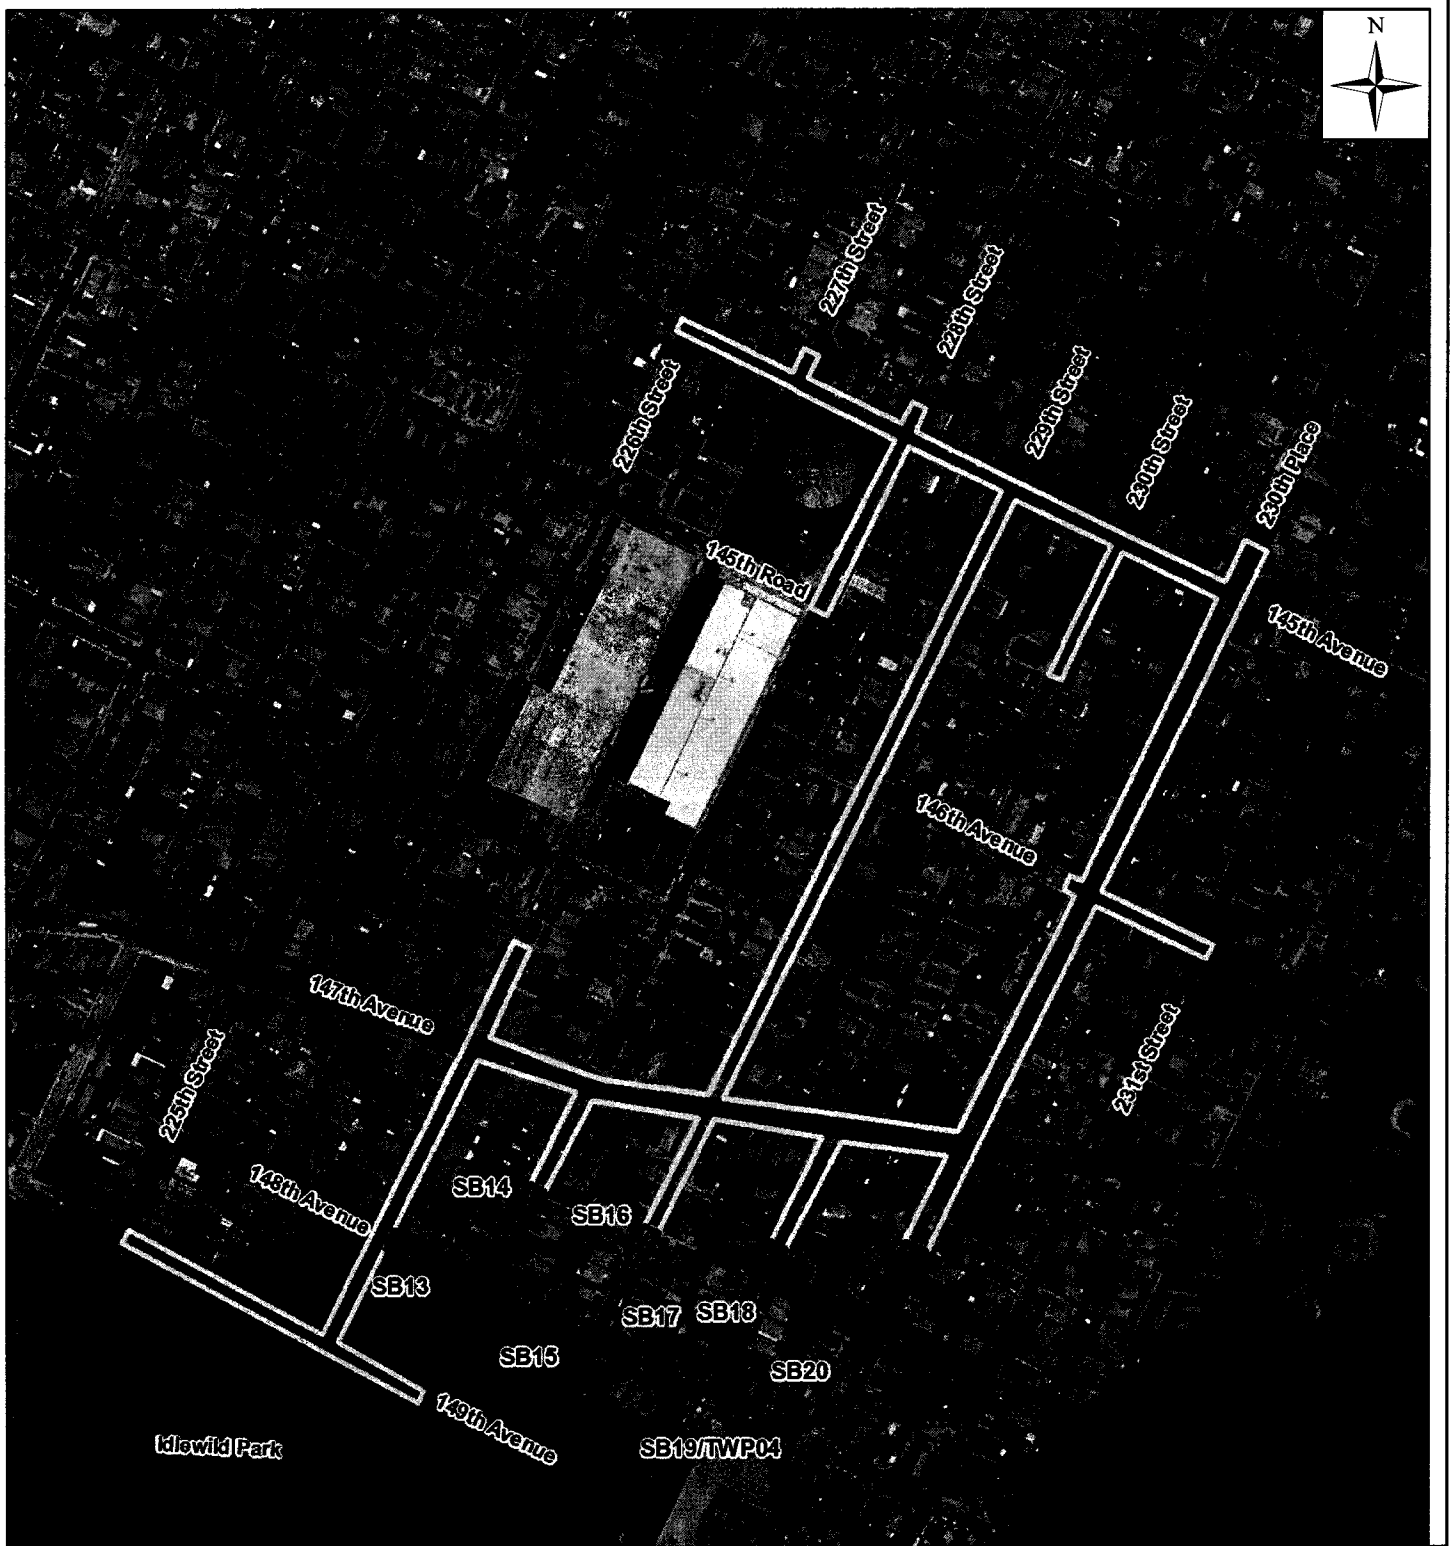 N
227th Street
228th Street
226th Street
229th Street
230th Street
230th Place
145th Road
145th Avenue
146th Avenue
147th Avenue
231st Street
225th Street
148th Avenue
SB14
SB16
SB13
SB17
SB18
SB15
SB20
149th Avenue
Idlewild Park
SB19/TWP04